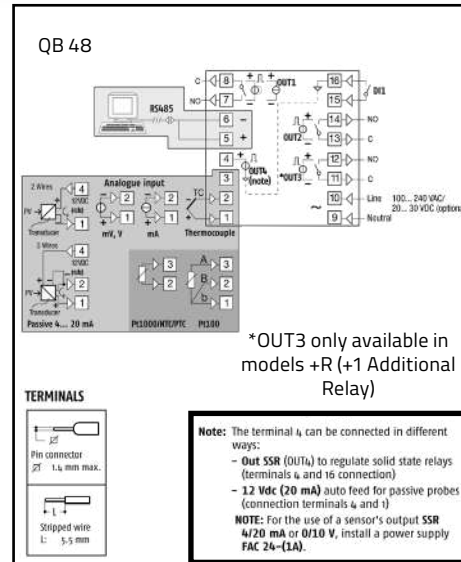 QB 48
C 8 OUT1 16 DI1
NO 7 15
RS485 6 − 14 NO
5 + OUT2 13 C
4 OUT4 (note) 12 NO
3 *OUT3 11 C
TC 2 10 Line 100... 240 VAC/
20... 30 VDC (optional
1 9 Neutral
Thermocouple
Analogue input
2 Wires 4
12VDC
PV 1
Transducer
2 2
1 1
mV, V mA
3 Wires 4
12VDC
PV 2
1
Transducer
Passive 4... 20 mA
3 A 3
2 B 2
b 1
Pt1000/NTC/PTC Pt100
*OUT3 only available in
models +R (+1 Additional
Relay)
TERMINALS
Pin connector
Ø 1.4 mm max.
L
Stripped wire
L: 5.5 mm
Note: The terminal 4 can be connected in different
ways:
– Out SSR (OUT4) to regulate solid state relays
(terminals 4 and 16 connection)
– 12 Vdc (20 mA) auto feed for passive probes
(connection terminals 4 and 1)
NOTE: For the use of a sensor's output SSR
4/20 mA or 0/10 V, install a power supply
FAC 24-(1A).